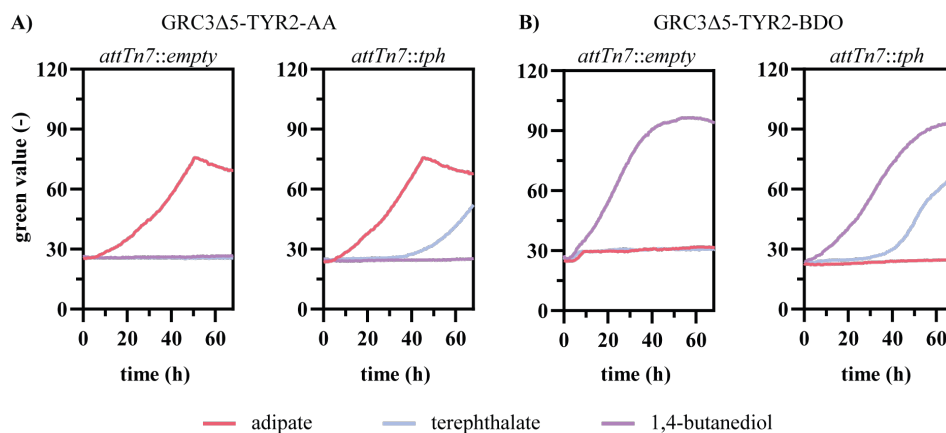 A) GRC3Δ5-TYR2-AA B) GRC3Δ5-TYR2-BDO
attTn7::empty attTn7::tph attTn7::empty attTn7::tph
120 120 120 120
90 90 90 90
60 60 60 60
30 30 30 30
0 0 0 0
green value (-)
0 20 40 60 0 20 40 60 0 20 40 60 0 20 40 60
time (h) time (h) time (h) time (h)
adipate terephthalate 1,4-butanediol